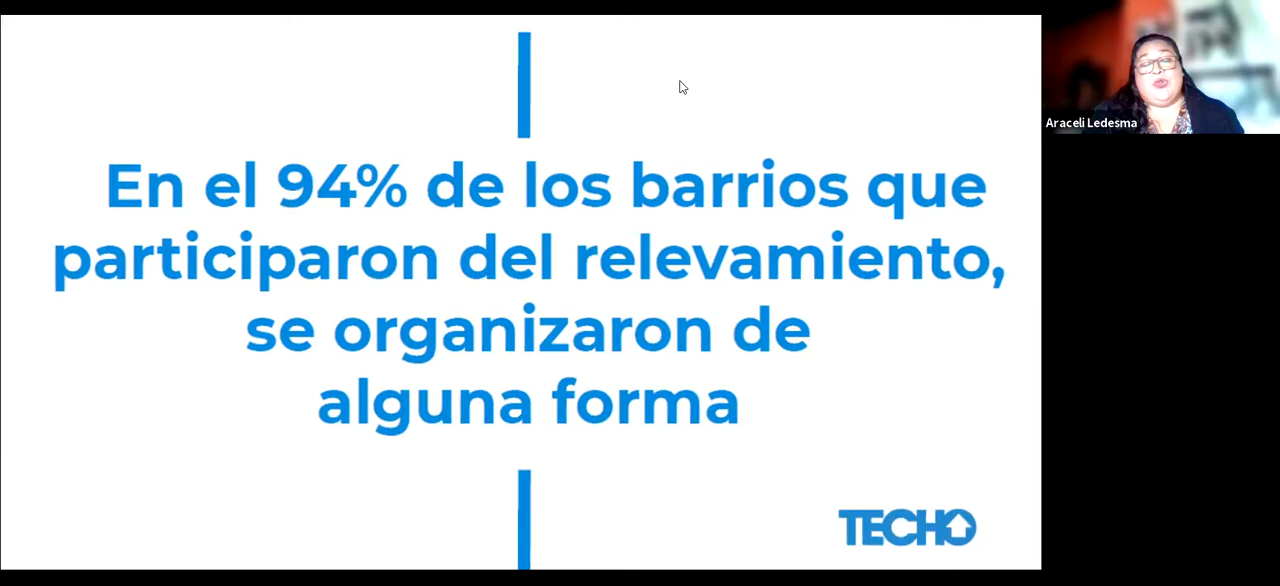 En el 94% de los barrios que
participaron del relevamiento,
se organizaron de
alguna forma
TECHO
Araceli Ledesma